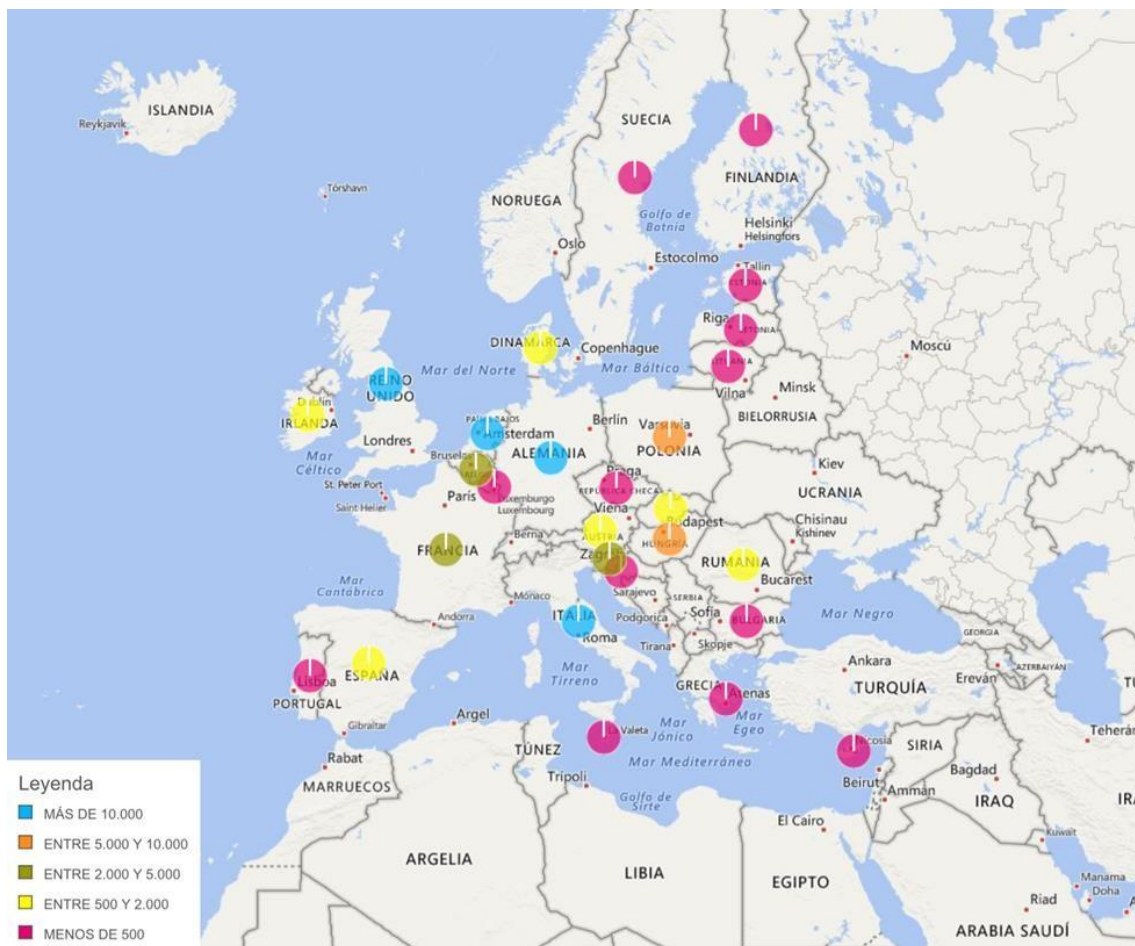 ISLANDIA
Reykjavik
Tórshavn
SUECIA
FINLANDIA
NORUEGA
Golfo de
Botnia
Helsinki
Helsingfors
Oslo
Estocolmo
Tallin
ESTONIA
Riga
LETONIA
Moscú
DINAMARCA
Copenhague
Mar del Norte
Mar Báltico
LITUANIA
Vilna
Minsk
BIELORRUSIA
REINO
UNIDO
Dublín
IRLANDA
Londres
PAÍSES BAJOS
Amsterdam
Berlín
ALEMANIA
Varsovia
POLONIA
Mar
Céltico
Bruselas
St. Peter Port
Saint Helier
París
Luxemburgo
Luxembourg
Praga
REPÚBLICA CHECA
Kiev
UCRANIA
Viena
Budapest
Chisinau
Kishinev
FRANCIA
Berna
AUSTRIA
HUNGRÍA
Zagreb
RUMANIA
Bucarest
Mar
Cantábrico
Mónaco
Andorra
Sarajevo
SERBIA
Podgorica
Sofía
BULGARIA
Mar Negro
ITALIA
Roma
Tirana
Skopje
GEORGIA
AZERBAIYÁN
Ereván
Ankara
TURQUÍA
Lisboa
PORTUGAL
ESPAÑA
Mar
Tirreno
GRECIA
Atenas
Mar
Jónico
Mar
Egeo
Gibraltar
Argel
La Valeta
Nicosia
SIRIA
Teherán
TÚNEZ
Mar Mediterráneo
Beirut
Bagdad
Rabat
MARRUECOS
Trípoli
Golfo de
Sirte
Amman
IRAQ
El Cairo
Kuwait
ARGELIA
LIBIA
EGIPTO
Manama
Doha
Riad
ARABIA SAUDÍ
Leyenda
MÁS DE 10.000
ENTRE 5.000 Y 10.000
ENTRE 2.000 Y 5.000
ENTRE 500 Y 2.000
MENOS DE 500